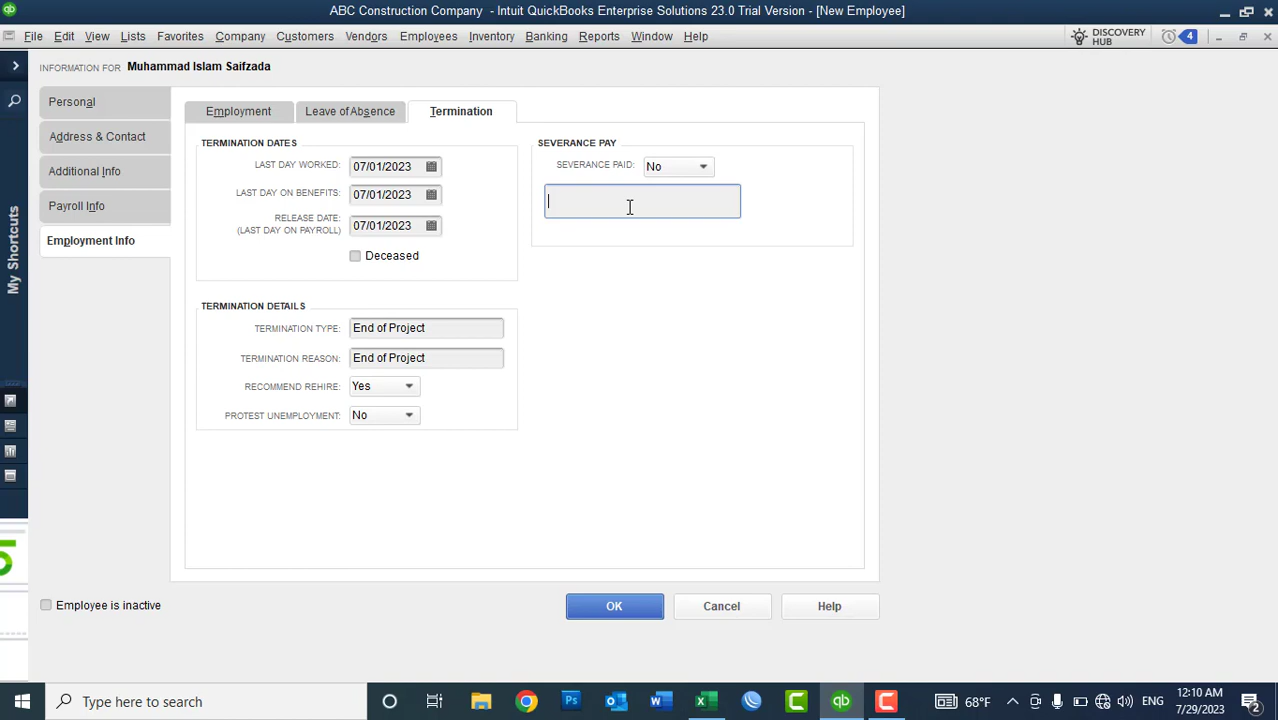 ABC Construction Company - Intuit QuickBooks Enterprise Solutions 23.0 Trial Version - [New Employee]
File Edit View Lists Favorites Company Customers Vendors Employees Inventory Banking Reports Window Help
DISCOVERY HUB 4
INFORMATION FOR Muhammad Islam Saifzada
My Shortcuts
Personal
Address & Contact
Additional Info
Payroll Info
Employment Info
Employment Leave of Absence Termination
TERMINATION DATES
LAST DAY WORKED: 07/01/2023
LAST DAY ON BENEFITS: 07/01/2023
RELEASE DATE: (LAST DAY ON PAYROLL) 07/01/2023
Deceased
SEVERANCE PAY
SEVERANCE PAID: No
TERMINATION DETAILS
TERMINATION TYPE: End of Project
TERMINATION REASON: End of Project
RECOMMEND REHIRE: Yes
PROTEST UNEMPLOYMENT: No
Employee is inactive
OK Cancel Help
Type here to search
Ps
qb
68°F
ENG
12:10 AM
7/29/2023
2